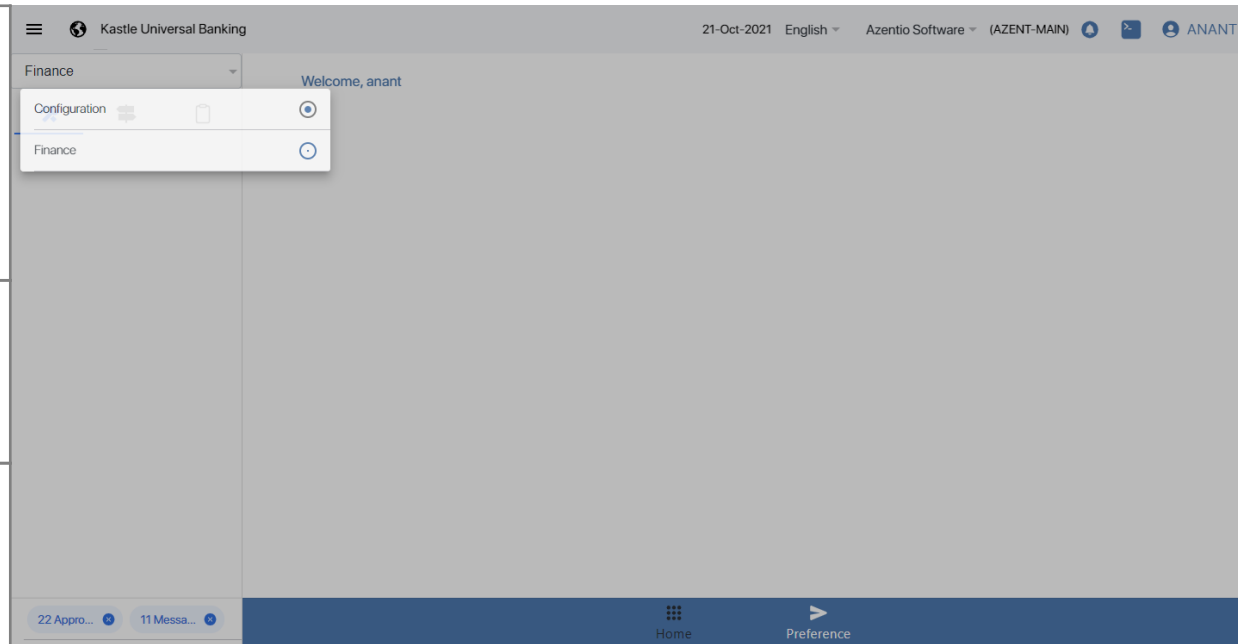 Kastle Universal Banking 21-Oct-2021 English Azentio Software (AZENT-MAIN) ANANT
Finance
Welcome, anant
Configuration
Finance
22 Appro... 11 Messa...
Home Preference